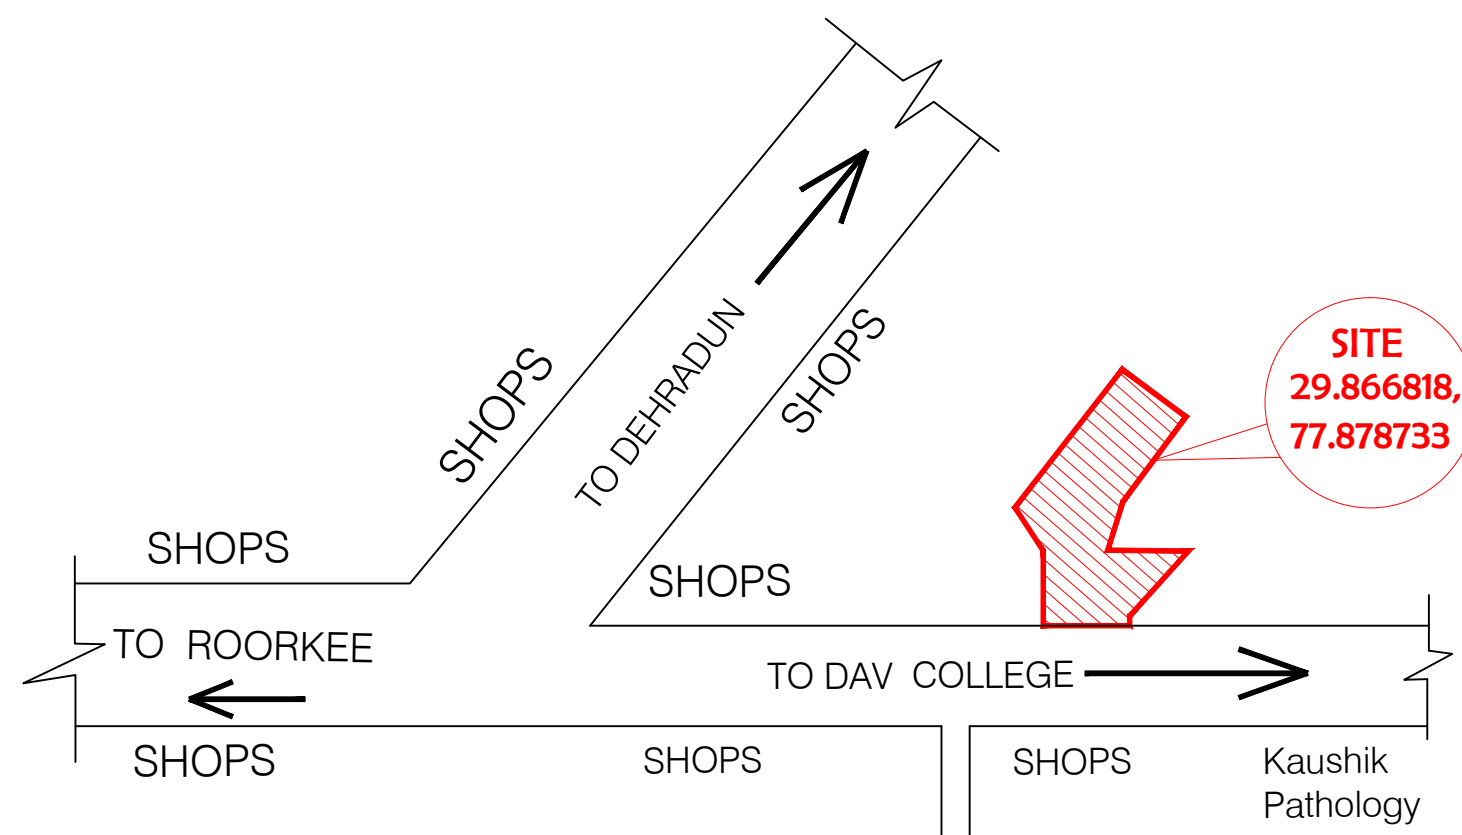 SHOPS
TO DEHRADUN
SHOPS
SITE
29.866818,
77.878733
SHOPS
SHOPS
TO ROORKEE
TO DAV COLLEGE
SHOPS
SHOPS
SHOPS
Kaushik
Pathology